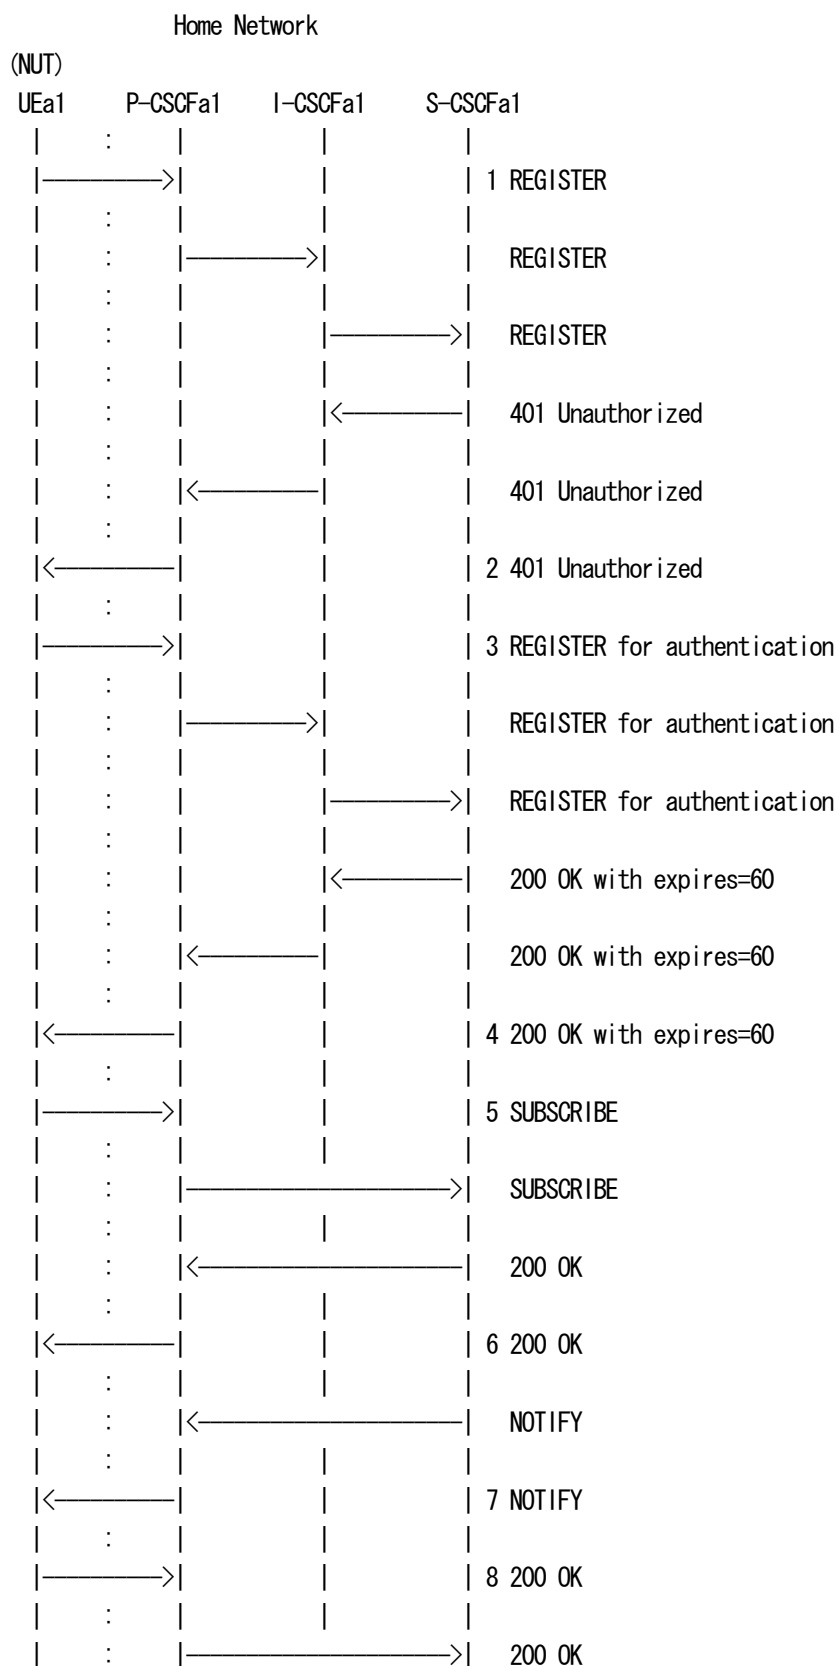 Home Network
(NUT)
UEa1 P-CSCFa1 I-CSCFa1 S-CSCFa1
1 REGISTER
REGISTER
REGISTER
401 Unauthorized
401 Unauthorized
2 401 Unauthorized
3 REGISTER for authentication
REGISTER for authentication
REGISTER for authentication
200 OK with expires=60
200 OK with expires=60
4 200 OK with expires=60
5 SUBSCRIBE
SUBSCRIBE
200 OK
6 200 OK
NOTIFY
7 NOTIFY
8 200 OK
200 OK